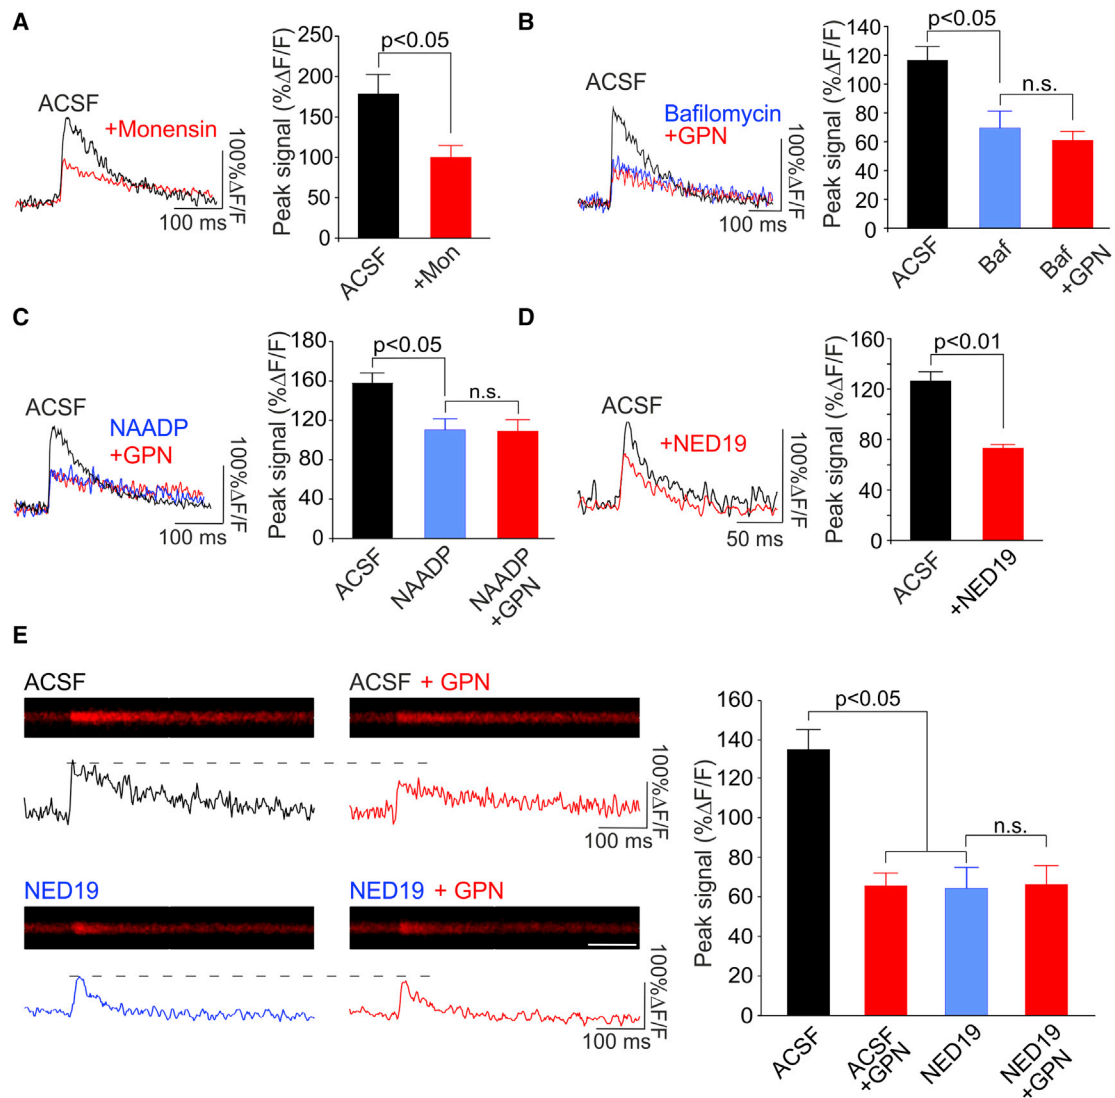 A
ACSF
+Monensin
100%ΔF/F
100 ms
Peak signal (%ΔF/F)
250
200
150
100
50
0
p<0.05
ACSF
+Mon
B
ACSF
Bafilomycin
+GPN
100%ΔF/F
100 ms
Peak signal (%ΔF/F)
140
120
100
80
60
40
20
0
p<0.05
n.s.
ACSF
Baf
Baf
+GPN
C
ACSF
NAADP
+GPN
100%ΔF/F
100 ms
Peak signal (%ΔF/F)
180
160
120
80
40
0
p<0.05
n.s.
ACSF
NAADP
NAADP
+GPN
D
ACSF
+NED19
100%ΔF/F
50 ms
Peak signal (%ΔF/F)
160
120
80
40
0
p<0.01
ACSF
+NED19
E
ACSF
ACSF + GPN
100%ΔF/F
100 ms
NED19
NED19 + GPN
100%ΔF/F
100 ms
Peak signal (%ΔF/F)
160
140
120
100
80
60
40
20
0
p<0.05
n.s.
ACSF
ACSF
+GPN
NED19
NED19
+GPN